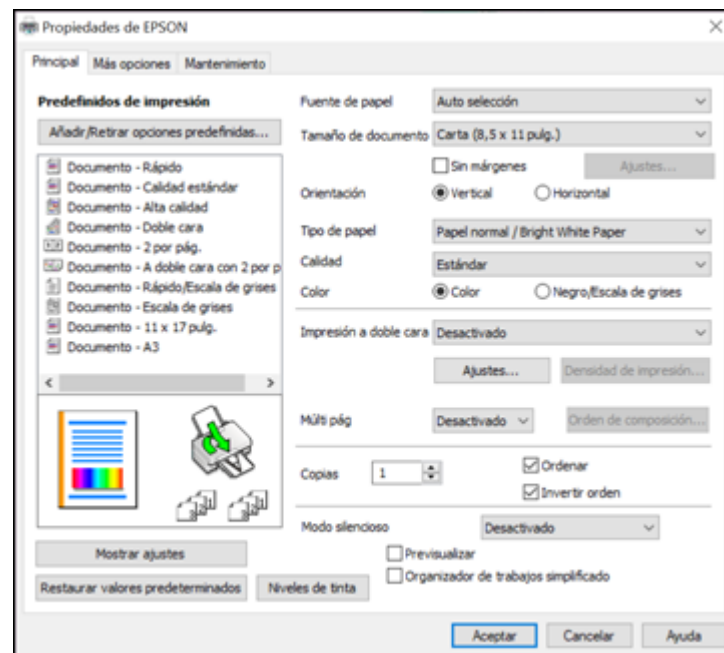 Propiedades de EPSON
Principal Más opciones Mantenimiento
Predefinidos de impresión
Añadir/Retirar opciones predefinidas...
Documento - Rápido
Documento - Calidad estándar
Documento - Alta calidad
Documento - Doble cara
Documento - 2 por pág.
Documento - A doble cara con 2 por p
Documento - Rápido/Escala de grises
Documento - Escala de grises
Documento - 11 x 17 pulg.
Documento - A3
Mostrar ajustes
Restaurar valores predeterminados Niveles de tinta
Fuente de papel Auto selección
Tamaño de documento Carta (8,5 x 11 pulg.)
Sin márgenes Ajustes...
Orientación Vertical Horizontal
Tipo de papel Papel normal / Bright White Paper
Calidad Estándar
Color Color Negro/Escala de grises
Impresión a doble cara Desactivado
Ajustes... Densidad de impresión...
Múlti pág Desactivado Orden de composición...
Copias 1 Ordenar
Invertir orden
Modo silencioso Desactivado
Previsualizar
Organizador de trabajos simplificado
Aceptar Cancelar Ayuda